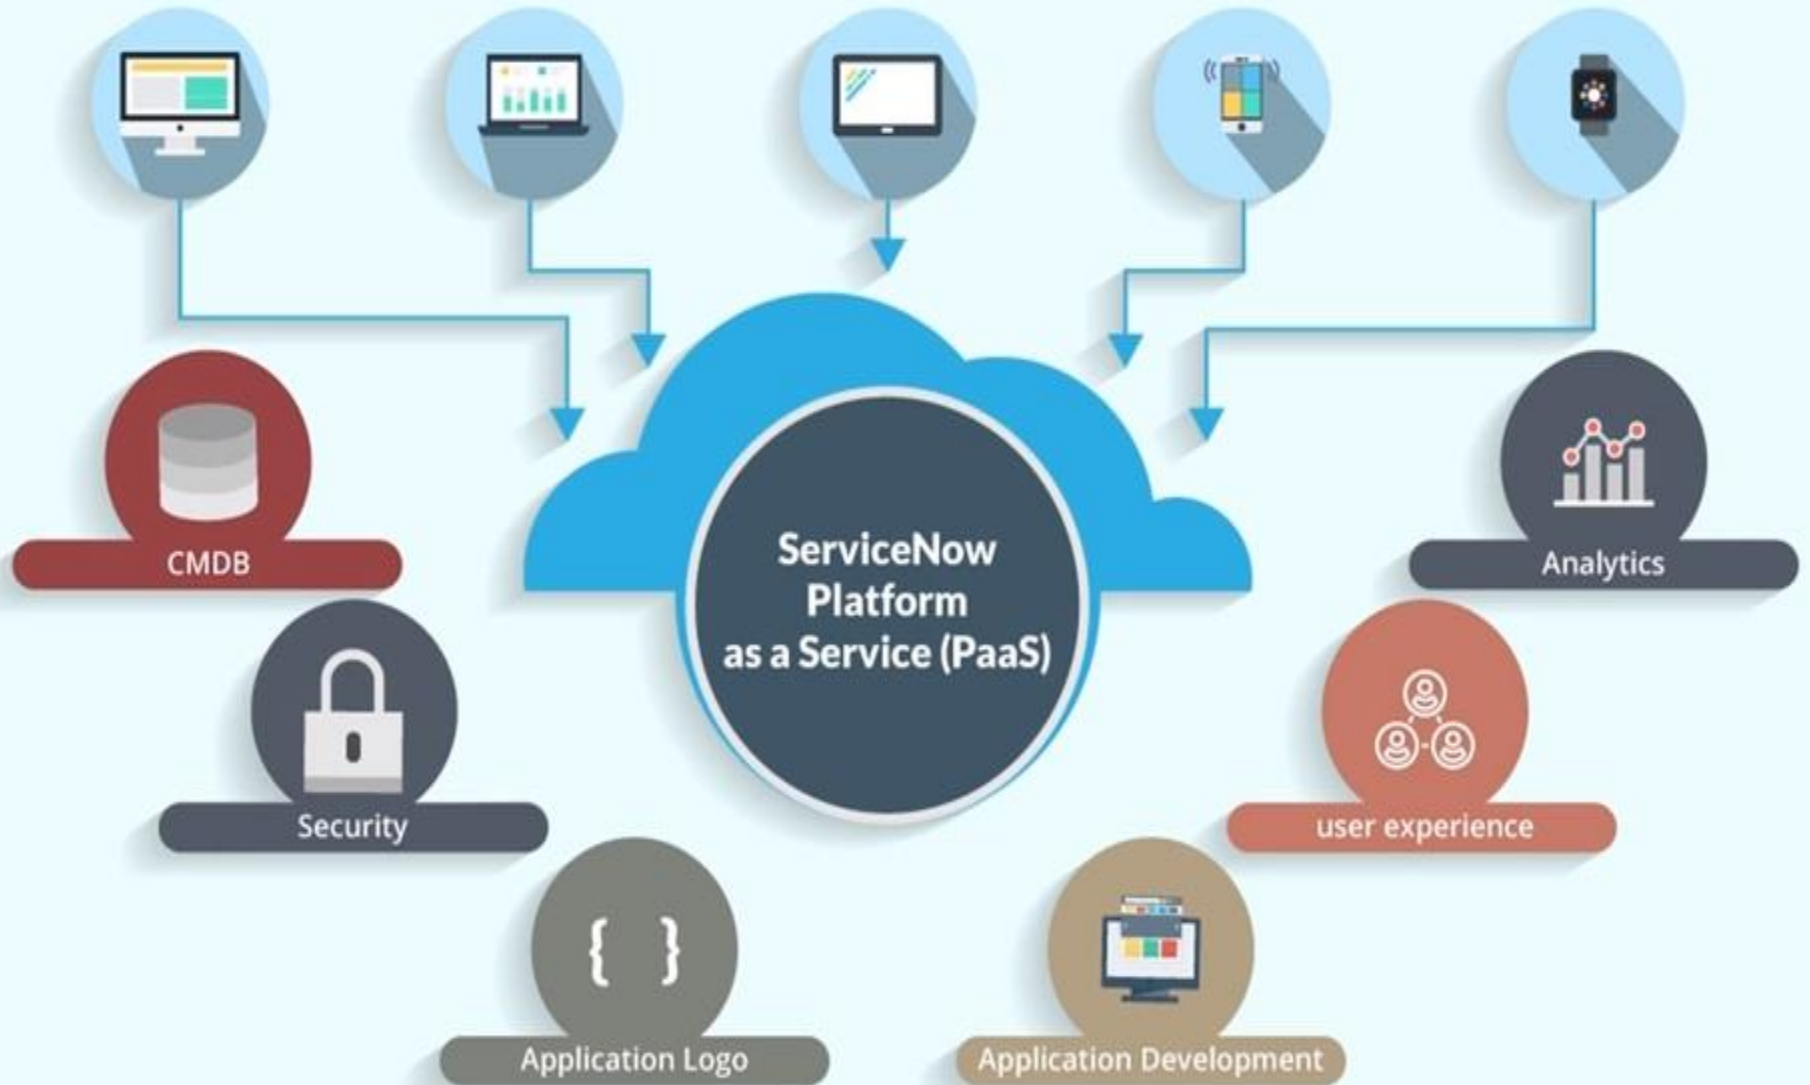 ServiceNow
Platform
as a Service (PaaS)
CMDB
Analytics
Security
user experience
Application Logo
Application Development